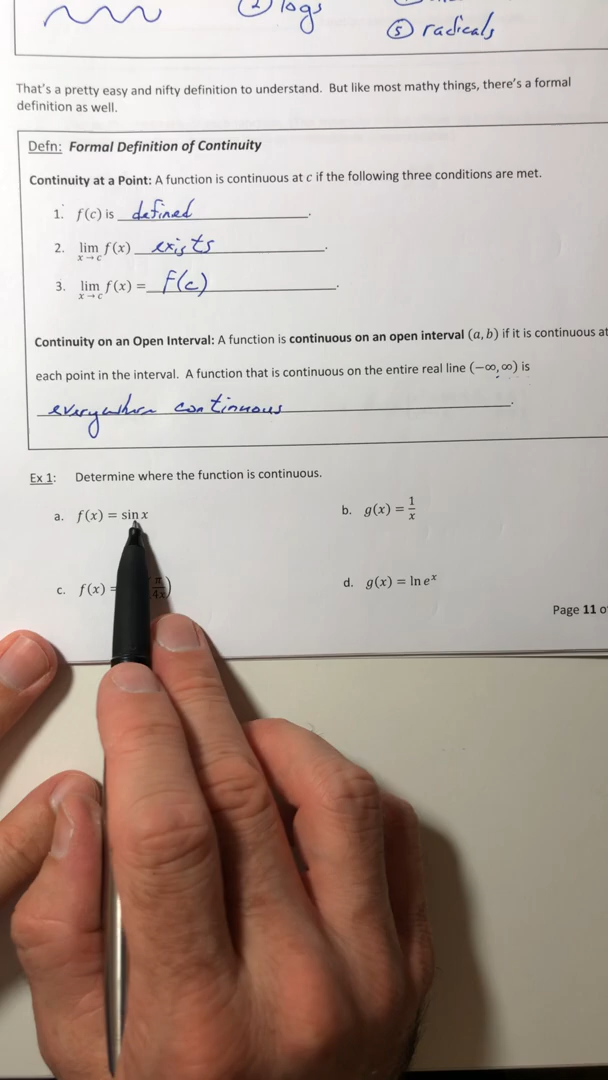 ② logs
⑤ radicals
That's a pretty easy and nifty definition to understand. But like most mathy things, there's a formal
definition as well.
Defn: Formal Definition of Continuity
Continuity at a Point: A function is continuous at c if the following three conditions are met.
1. f(c) is defined.
2. lim x→c f(x) exists.
3. lim x→c f(x) = f(c).
Continuity on an Open Interval: A function is continuous on an open interval (a, b) if it is continuous at
each point in the interval. A function that is continuous on the entire real line (−∞, ∞) is
everywhere continuous.
Ex 1: Determine where the function is continuous.
a. f(x) = sin x
b. g(x) = 1/x
c. f(x) = π/4x)
d. g(x) = ln eˣ
Page 11